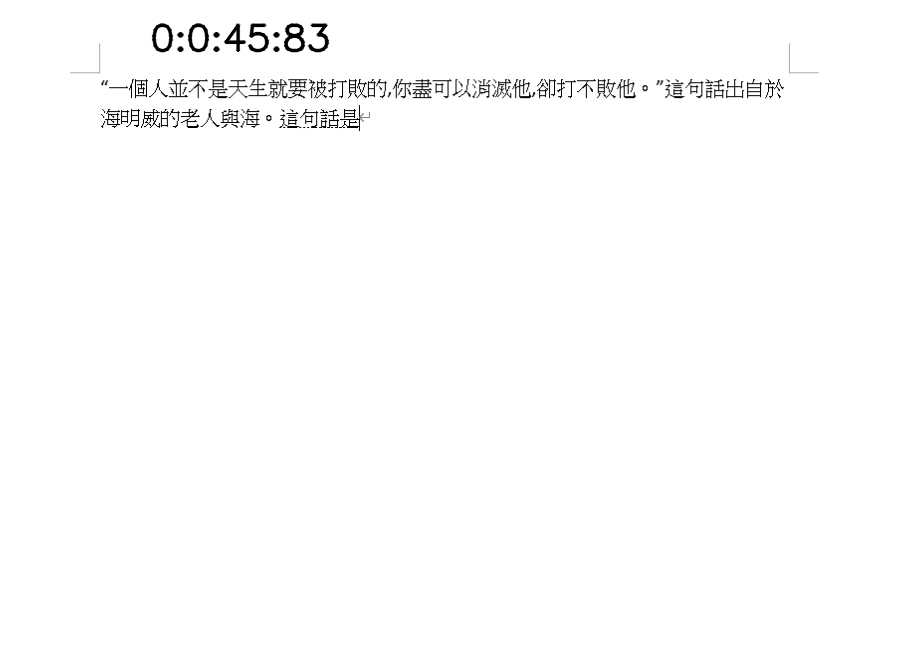 0:0:45:83
“一個人並不是天生就要被打敗的,你盡可以消滅他,卻打不敗他。”這句話出自於
海明威的老人與海。這句話是